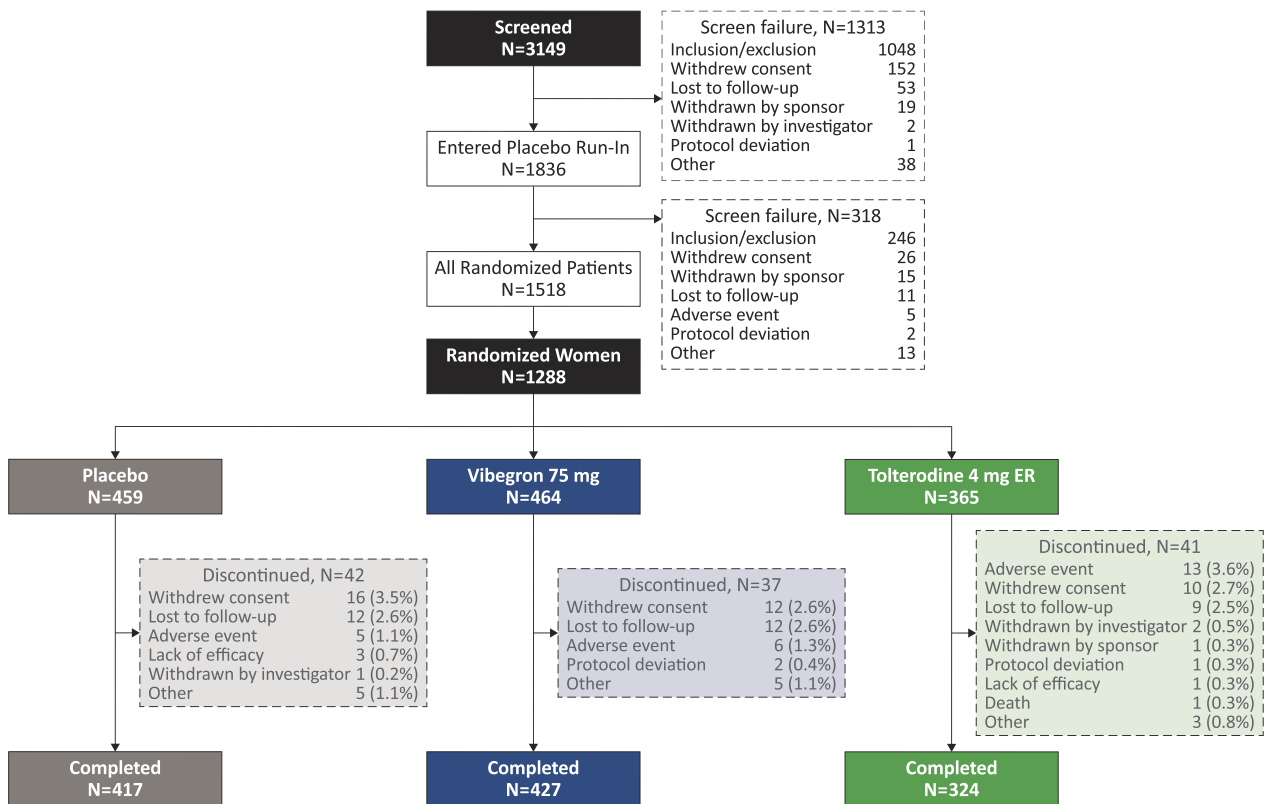 Screened
N=3149
Screen failure, N=1313
Inclusion/exclusion 1048
Withdrew consent 152
Lost to follow-up 53
Withdrawn by sponsor 19
Withdrawn by investigator 2
Protocol deviation 1
Other 38
Entered Placebo Run-In
N=1836
Screen failure, N=318
Inclusion/exclusion 246
Withdrew consent 26
Withdrawn by sponsor 15
Lost to follow-up 11
Adverse event 5
Protocol deviation 2
Other 13
All Randomized Patients
N=1518
Randomized Women
N=1288
Placebo
N=459
Vibegron 75 mg
N=464
Tolterodine 4 mg ER
N=365
Discontinued, N=42
Withdrew consent 16 (3.5%)
Lost to follow-up 12 (2.6%)
Adverse event 5 (1.1%)
Lack of efficacy 3 (0.7%)
Withdrawn by investigator 1 (0.2%)
Other 5 (1.1%)
Discontinued, N=37
Withdrew consent 12 (2.6%)
Lost to follow-up 12 (2.6%)
Adverse event 6 (1.3%)
Protocol deviation 2 (0.4%)
Other 5 (1.1%)
Discontinued, N=41
Adverse event 13 (3.6%)
Withdrew consent 10 (2.7%)
Lost to follow-up 9 (2.5%)
Withdrawn by investigator 2 (0.5%)
Withdrawn by sponsor 1 (0.3%)
Protocol deviation 1 (0.3%)
Lack of efficacy 1 (0.3%)
Death 1 (0.3%)
Other 3 (0.8%)
Completed
N=417
Completed
N=427
Completed
N=324